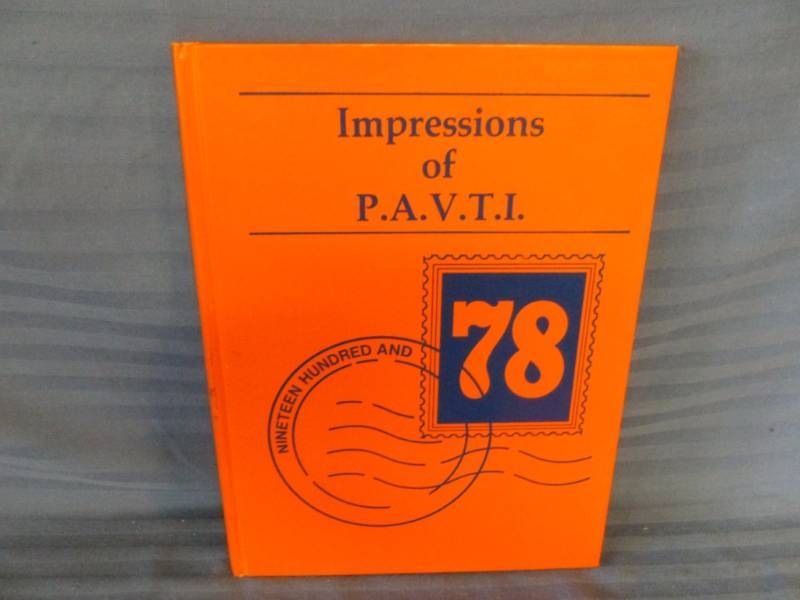 Impressions
of
P.A.V.T.I.
NINETEEN HUNDRED AND
78